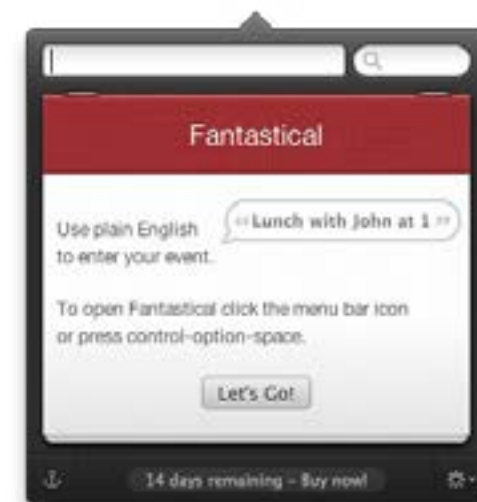 Fantastical
Use plain English
to enter your event.
“Lunch with John at 1”
To open Fantastical click the menu bar icon
or press control-option-space.
Let's Go!
14 days remaining – Buy now!